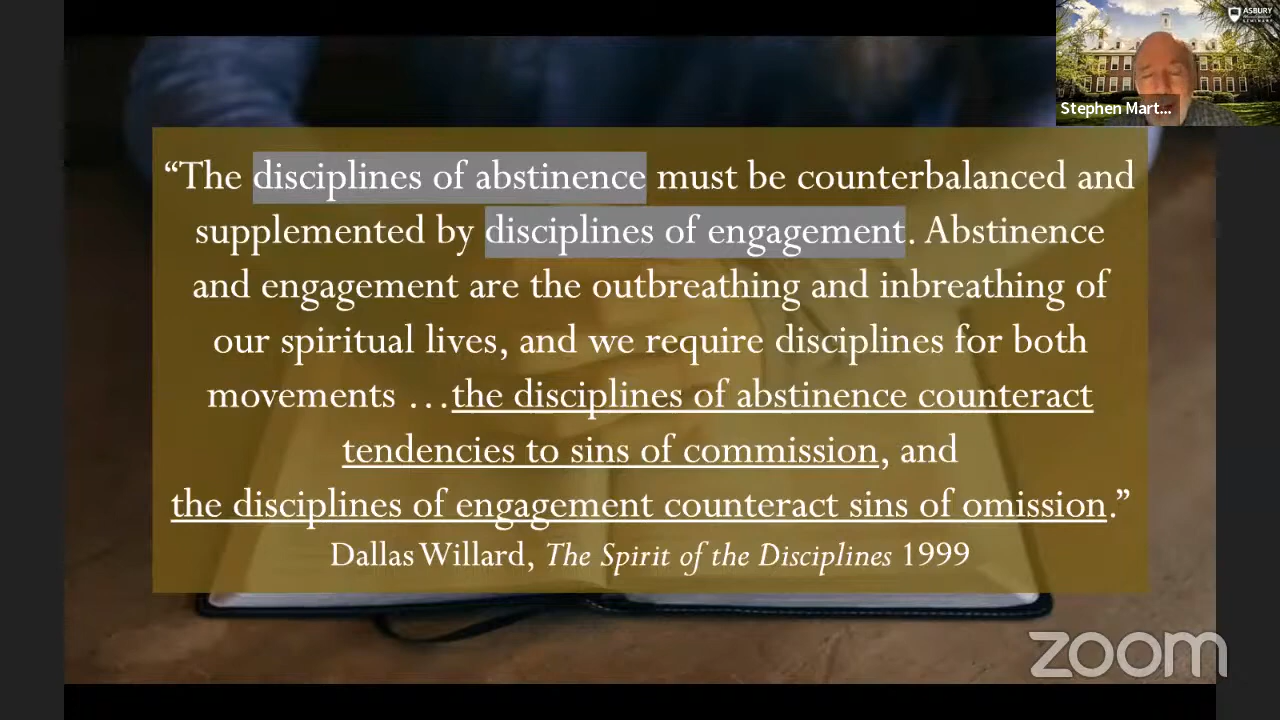 ASBURY
SEMINARY
Stephen Mart...
“The disciplines of abstinence must be counterbalanced and
supplemented by disciplines of engagement. Abstinence
and engagement are the outbreathing and inbreathing of
our spiritual lives, and we require disciplines for both
movements …the disciplines of abstinence counteract
tendencies to sins of commission, and
the disciplines of engagement counteract sins of omission.”
Dallas Willard, The Spirit of the Disciplines 1999
zoom